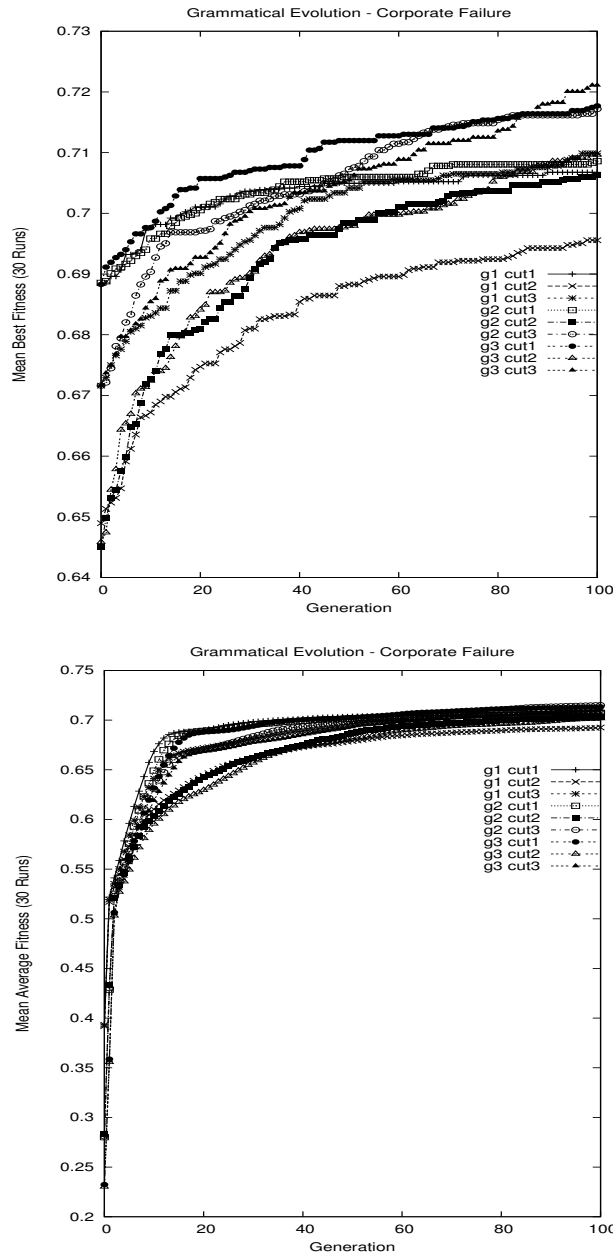 Grammatical Evolution - Corporate Failure
0.73
0.72
0.71
0.7
0.69
0.68
0.67
0.66
0.65
0.64
Mean Best Fitness (30 Runs)
g1 cut1
g1 cut2
g1 cut3
g2 cut1
g2 cut2
g2 cut3
g3 cut1
g3 cut2
g3 cut3
0 20 40 60 80 100
Generation
Grammatical Evolution - Corporate Failure
0.75
0.7
0.65
0.6
0.55
0.5
0.45
0.4
0.35
0.3
0.25
0.2
Mean Average Fitness (30 Runs)
g1 cut1
g1 cut2
g1 cut3
g2 cut1
g2 cut2
g2 cut3
g3 cut1
g3 cut2
g3 cut3
0 20 40 60 80 100
Generation